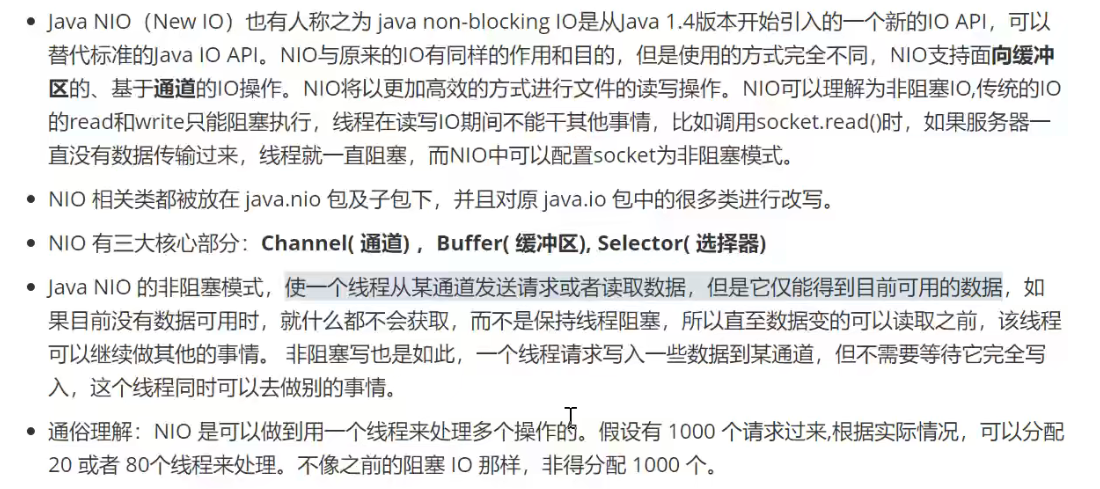 Java NIO（New IO）也有人称之为 java non-blocking IO是从Java 1.4版本开始引入的一个新的IO API，可以
替代标准的Java IO API。NIO与原来的IO有同样的作用和目的，但是使用的方式完全不同，NIO支持面向缓冲
区的、基于通道的IO操作。NIO将以更加高效的方式进行文件的读写操作。NIO可以理解为非阻塞IO,传统的IO
的read和write只能阻塞执行，线程在读写IO期间不能干其他事情，比如调用socket.read()时，如果服务器一
直没有数据传输过来，线程就一直阻塞，而NIO中可以配置socket为非阻塞模式。
NIO 相关类都被放在 java.nio 包及子包下，并且对原 java.io 包中的很多类进行改写。
NIO 有三大核心部分：Channel( 通道) ，Buffer( 缓冲区), Selector( 选择器)
Java NIO 的非阻塞模式，使一个线程从某通道发送请求或者读取数据，但是它仅能得到目前可用的数据，如
果目前没有数据可用时，就什么都不会获取，而不是保持线程阻塞，所以直至数据变的可以读取之前，该线程
可以继续做其他的事情。 非阻塞写也是如此，一个线程请求写入一些数据到某通道，但不需要等待它完全写
入，这个线程同时可以去做别的事情。
通俗理解：NIO 是可以做到用一个线程来处理多个操作的。假设有 1000 个请求过来,根据实际情况，可以分配
20 或者 80个线程来处理。不像之前的阻塞 IO 那样，非得分配 1000 个。